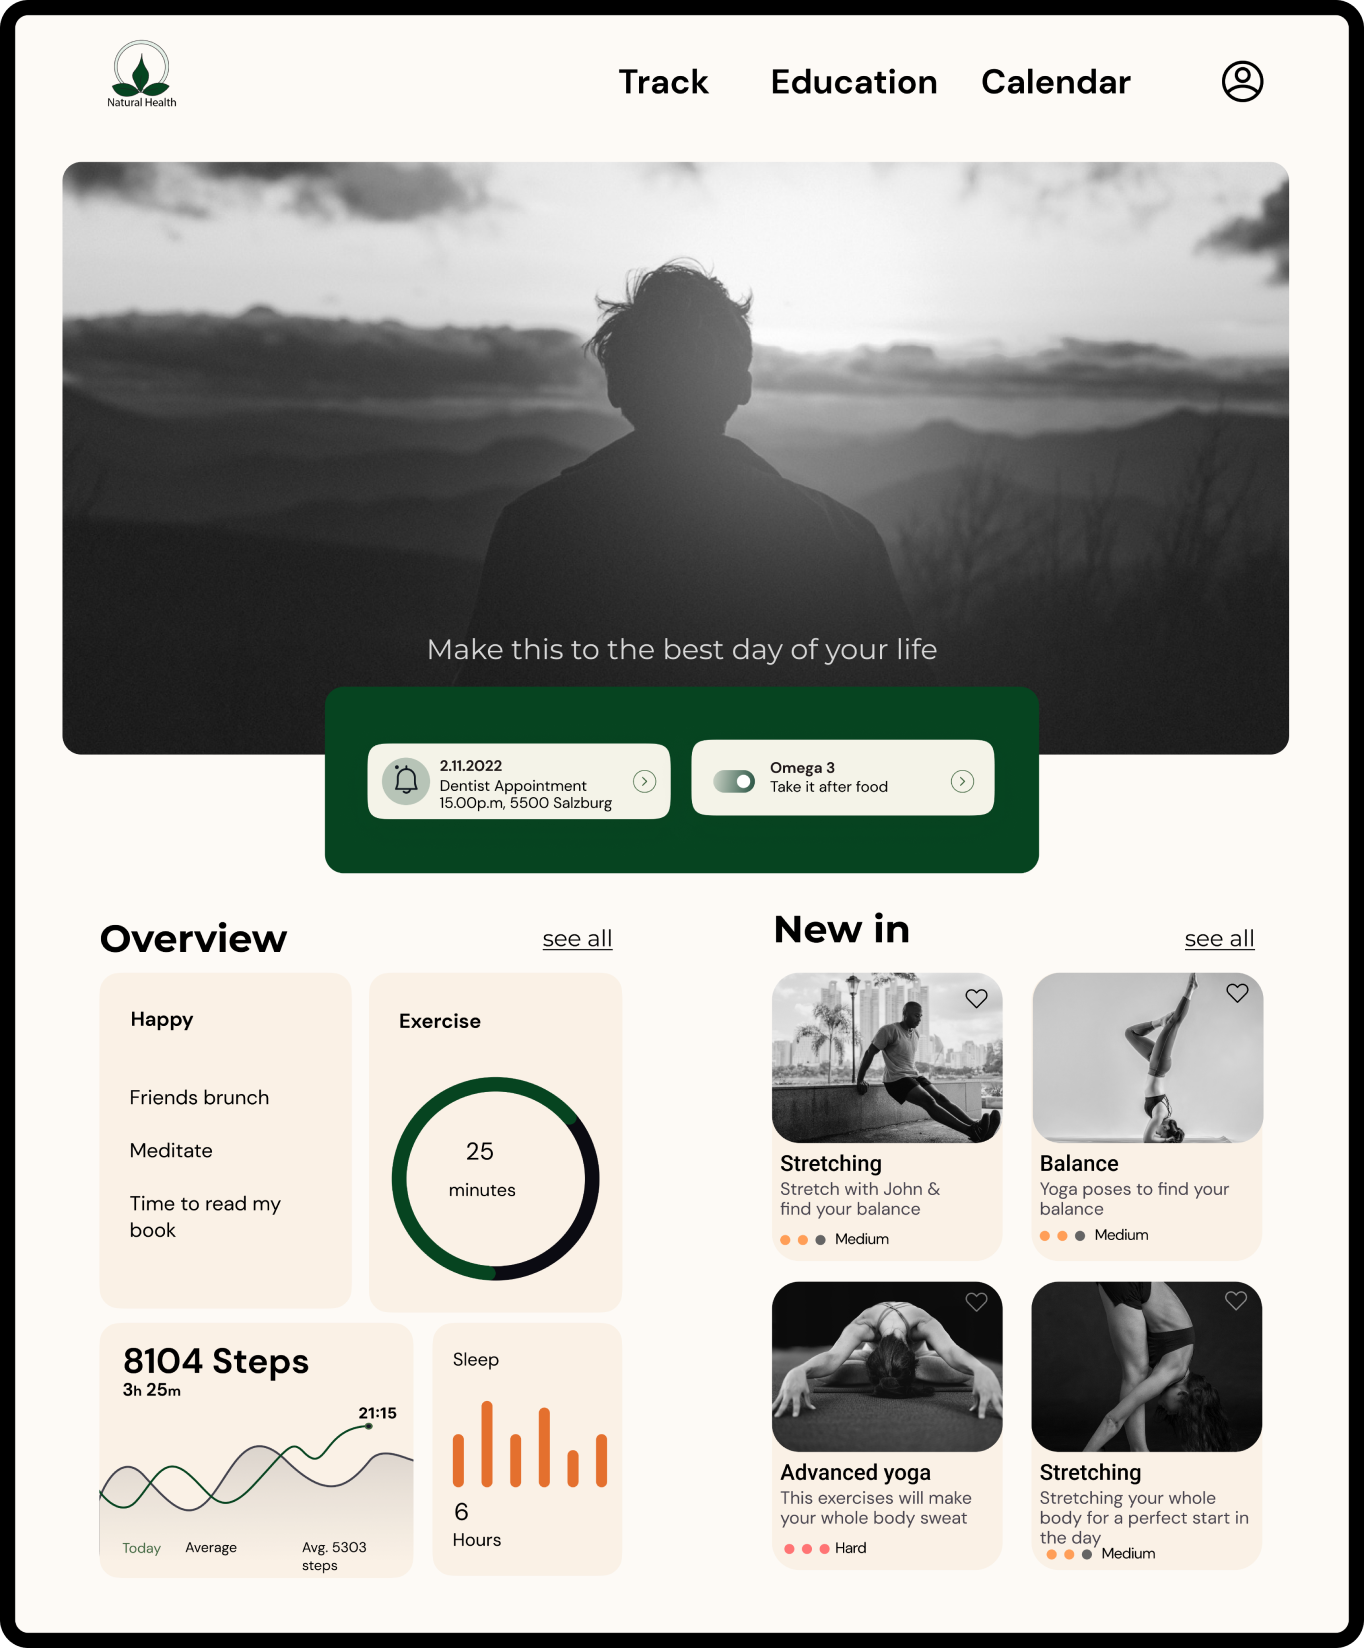 Natural Health
Track
Education
Calendar
Make this to the best day of your life
2.11.2022
Dentist Appointment
15.00p.m, 5500 Salzburg
Omega 3
Take it after food
Overview
see all
Happy
Friends brunch
Meditate
Time to read my
book
Exercise
25
minutes
8104 Steps
3h 25m
21:15
Today
Average
Avg. 5303
steps
Sleep
6
Hours
New in
see all
Stretching
Stretch with John &
find your balance
Medium
Balance
Yoga poses to find your
balance
Medium
Advanced yoga
This exercises will make
your whole body sweat
Hard
Stretching
Stretching your whole
body for a perfect start in
the day
Medium